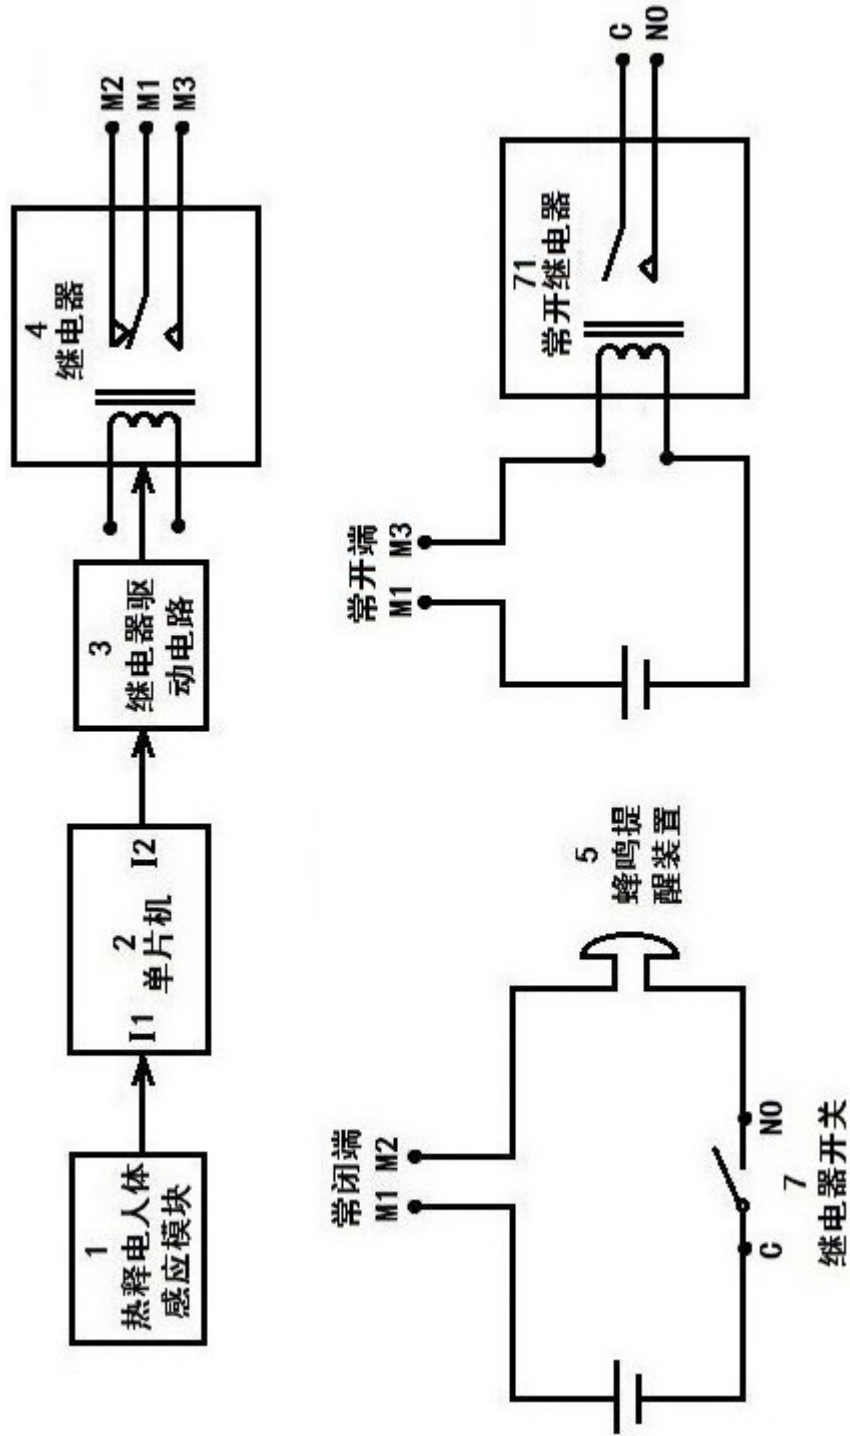 1
热释电人体
感应模块
I1
2
单片机
I2
3
继电器驱
动电路
4
继电器
M2
M1
M3
常闭端
M1 M2
5
蜂鸣提
醒装置
C
NO
7
继电器开关
常开端
M1 M3
71
常开继电器
C
NO